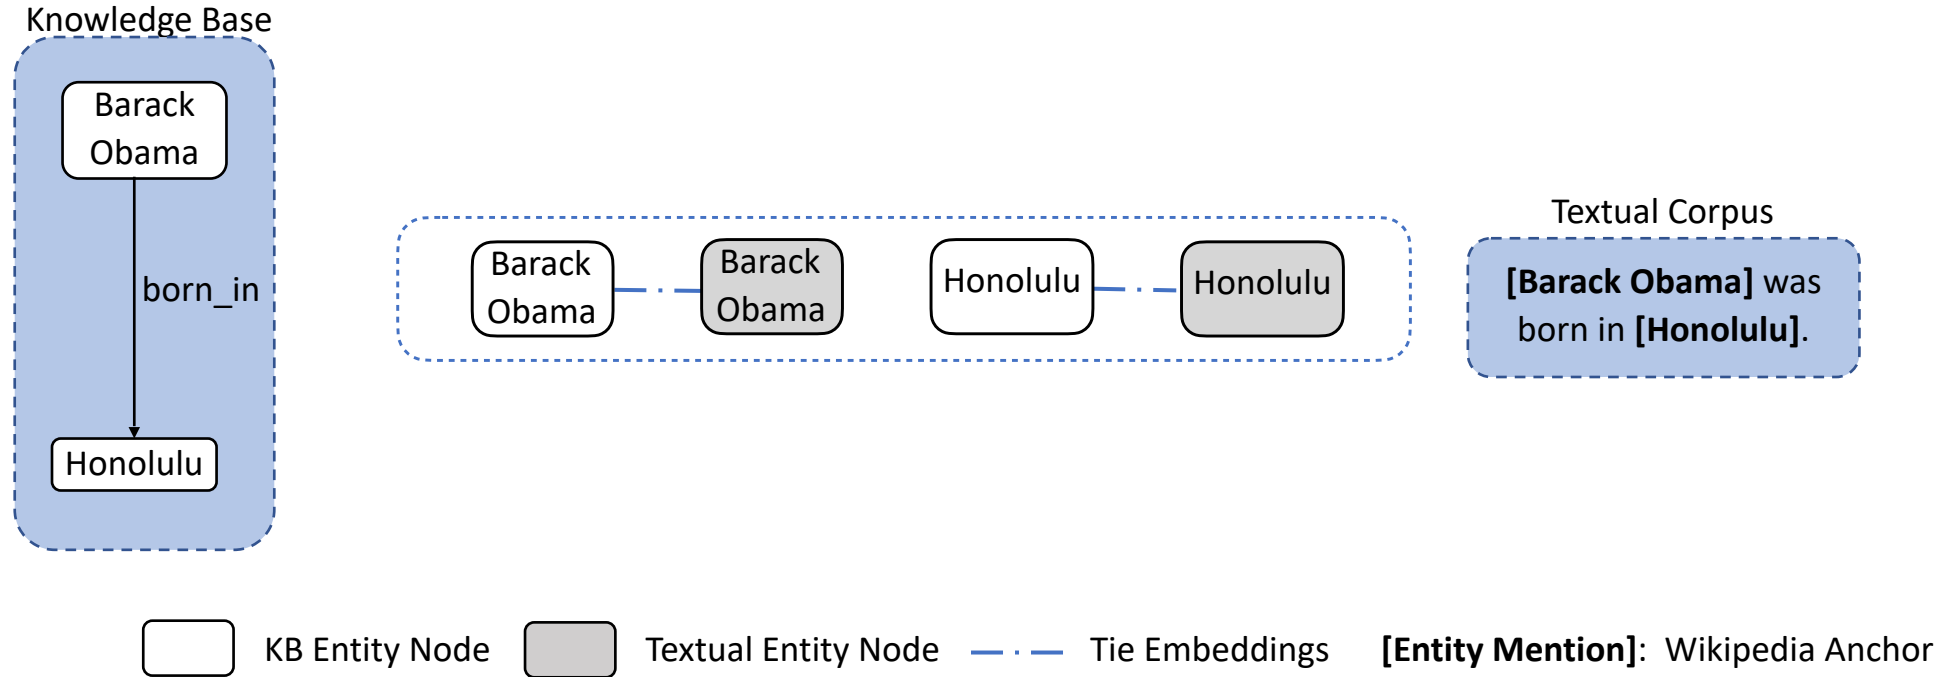 Knowledge Base
Barack
Obama
born_in
Honolulu
Barack
Obama
Barack
Obama
Honolulu
Honolulu
Textual Corpus
[Barack Obama] was
born in [Honolulu].
KB Entity Node
Textual Entity Node
Tie Embeddings
[Entity Mention]: Wikipedia Anchor